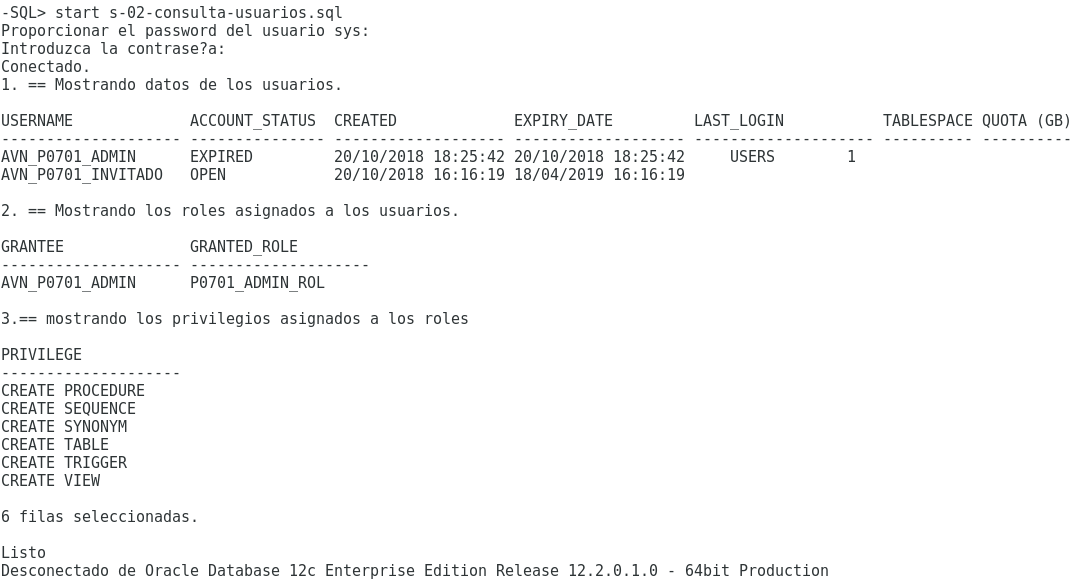 -SQL> start s-02-consulta-usuarios.sql
Proporcionar el password del usuario sys:
Introduzca la contrase?a:
Conectado.
1. == Mostrando datos de los usuarios.
USERNAME             ACCOUNT_STATUS  CREATED             EXPIRY_DATE         LAST_LOGIN           TABLESPACE QUOTA (GB)
-------------------- --------------- ------------------- ------------------- -------------------- ---------- ----------
AVN_P0701_ADMIN      EXPIRED         20/10/2018 18:25:42 20/10/2018 18:25:42     USERS        1
AVN_P0701_INVITADO   OPEN            20/10/2018 16:16:19 18/04/2019 16:16:19
2. == Mostrando los roles asignados a los usuarios.
GRANTEE              GRANTED_ROLE
-------------------- --------------------
AVN_P0701_ADMIN      P0701_ADMIN_ROL
3.== mostrando los privilegios asignados a los roles
PRIVILEGE
--------------------
CREATE PROCEDURE
CREATE SEQUENCE
CREATE SYNONYM
CREATE TABLE
CREATE TRIGGER
CREATE VIEW
6 filas seleccionadas.
Listo
Desconectado de Oracle Database 12c Enterprise Edition Release 12.2.0.1.0 - 64bit Production